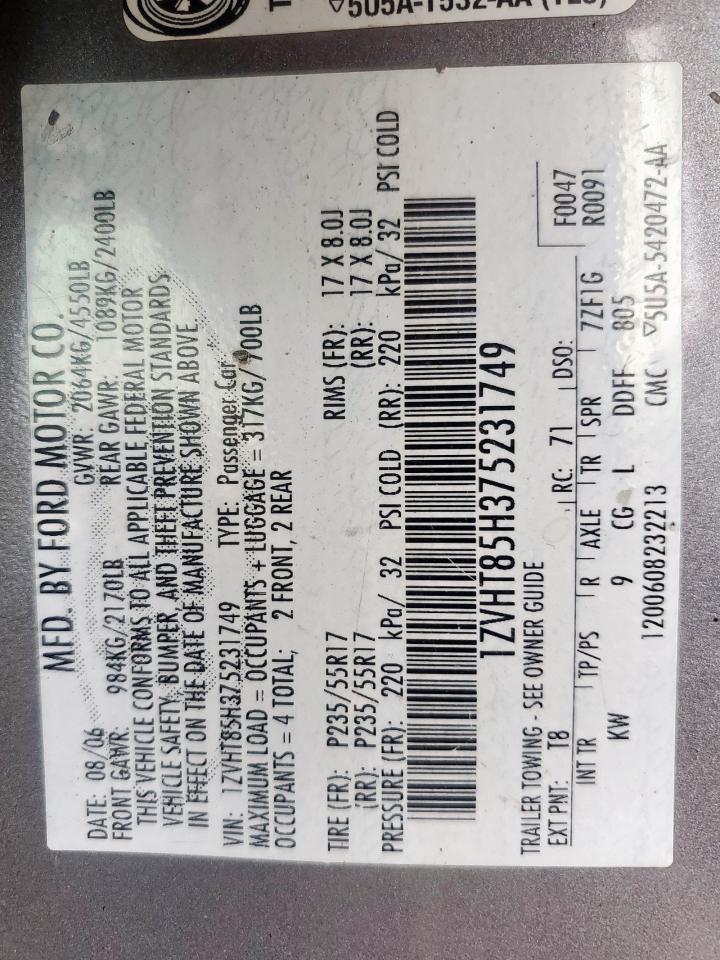 5U5A-1532-AA
MFD. BY FORD MOTOR CO.
DATE: 08/06 GVWR: 2064KG/4550LB
FRONT GAWR: 984KG/2170LB REAR GAWR: 1089KG/2400LB
THIS VEHICLE CONFORMS TO ALL APPLICABLE FEDERAL MOTOR
VEHICLE SAFETY, BUMPER, AND THEFT PREVENTION STANDARDS
IN EFFECT ON THE DATE OF MANUFACTURE SHOWN ABOVE
VIN: 1ZVHT85H375231749 TYPE: Passenger Car
MAXIMUM LOAD = OCCUPANTS + LUGGAGE = 317KG/ 700LB
OCCUPANTS = 4 TOTAL; 2 FRONT, 2 REAR
TIRE (FR): P235/55R17 RIMS (FR): 17 X 8.0J
(RR): P235/55R17 (RR): 17 X 8.0J
PRESSURE (FR): 220 kPa/ 32 PSI COLD (RR): 220 kPa/ 32 PSI COLD
1ZVHT85H375231749
TRAILER TOWING - SEE OWNER GUIDE F0047
EXT PNT: T8 RC: 71 DSO: R0091
INT TR TP/PS R AXLE TR SPR 7ZF1G
KW 9 CG L DDFF 805
1200608232213 CMC ▽5U5A-5420472-AA